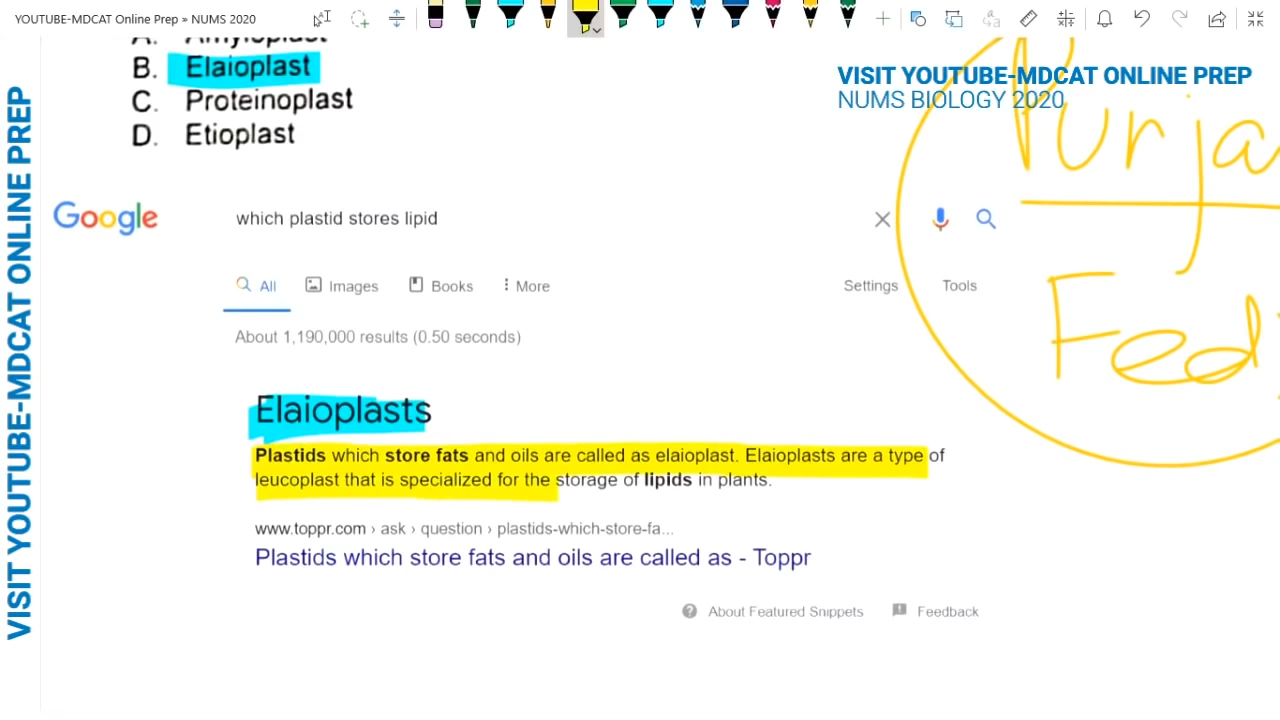 YOUTUBE-MDCAT Online Prep » NUMS 2020
A. Amyloplast
B. Elaioplast
C. Proteinoplast
D. Etioplast
VISIT YOUTUBE-MDCAT ONLINE PREP
NUMS BIOLOGY 2020
Purja
Fed
VISIT YOUTUBE-MDCAT ONLINE PREP
Google
which plastid stores lipid
All Images Books More Settings Tools
About 1,190,000 results (0.50 seconds)
Elaioplasts
Plastids which store fats and oils are called as elaioplast. Elaioplasts are a type of
leucoplast that is specialized for the storage of lipids in plants.
www.toppr.com › ask › question › plastids-which-store-fa...
Plastids which store fats and oils are called as - Toppr
About Featured Snippets Feedback